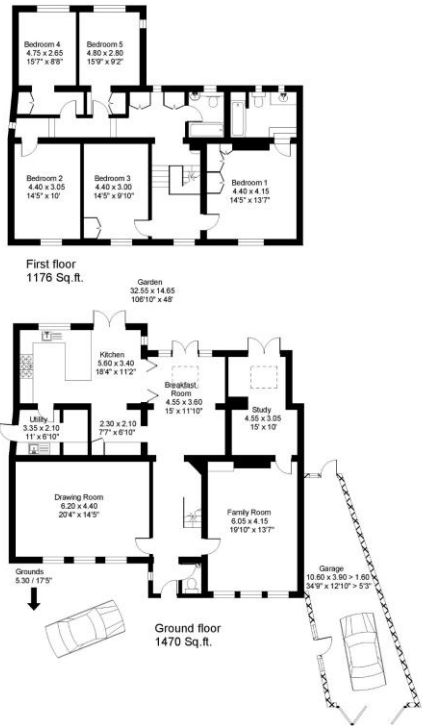 Bedroom 4
4.75 x 2.65
15'7" x 8'8"
Bedroom 5
4.80 x 2.80
15'9" x 9'2"
Bedroom 2
4.40 x 3.05
14'5" x 10'
Bedroom 3
4.40 x 3.00
14'5" x 9'10"
Bedroom 1
4.40 x 4.15
14'5" x 13'7"
First floor
1176 Sq.ft.
Garden
32.55 x 14.65
106'10" x 48'
Kitchen
5.60 x 3.40
18'4" x 11'2"
Breakfast
Room
4.55 x 3.60
15' x 11'10"
Study
4.55 x 3.05
15' x 10'
Utility
3.35 x 2.10
11' x 6'10"
2.30 x 2.10
7'7" x 6'10"
Drawing Room
6.20 x 4.40
20'4" x 14'5"
Family Room
6.05 x 4.15
19'10" x 13'7"
Grounds
5.30 / 17'5"
Garage
10.60 x 3.90 > 1.60
34'9" x 12'10" > 5'3"
Ground floor
1470 Sq.ft.